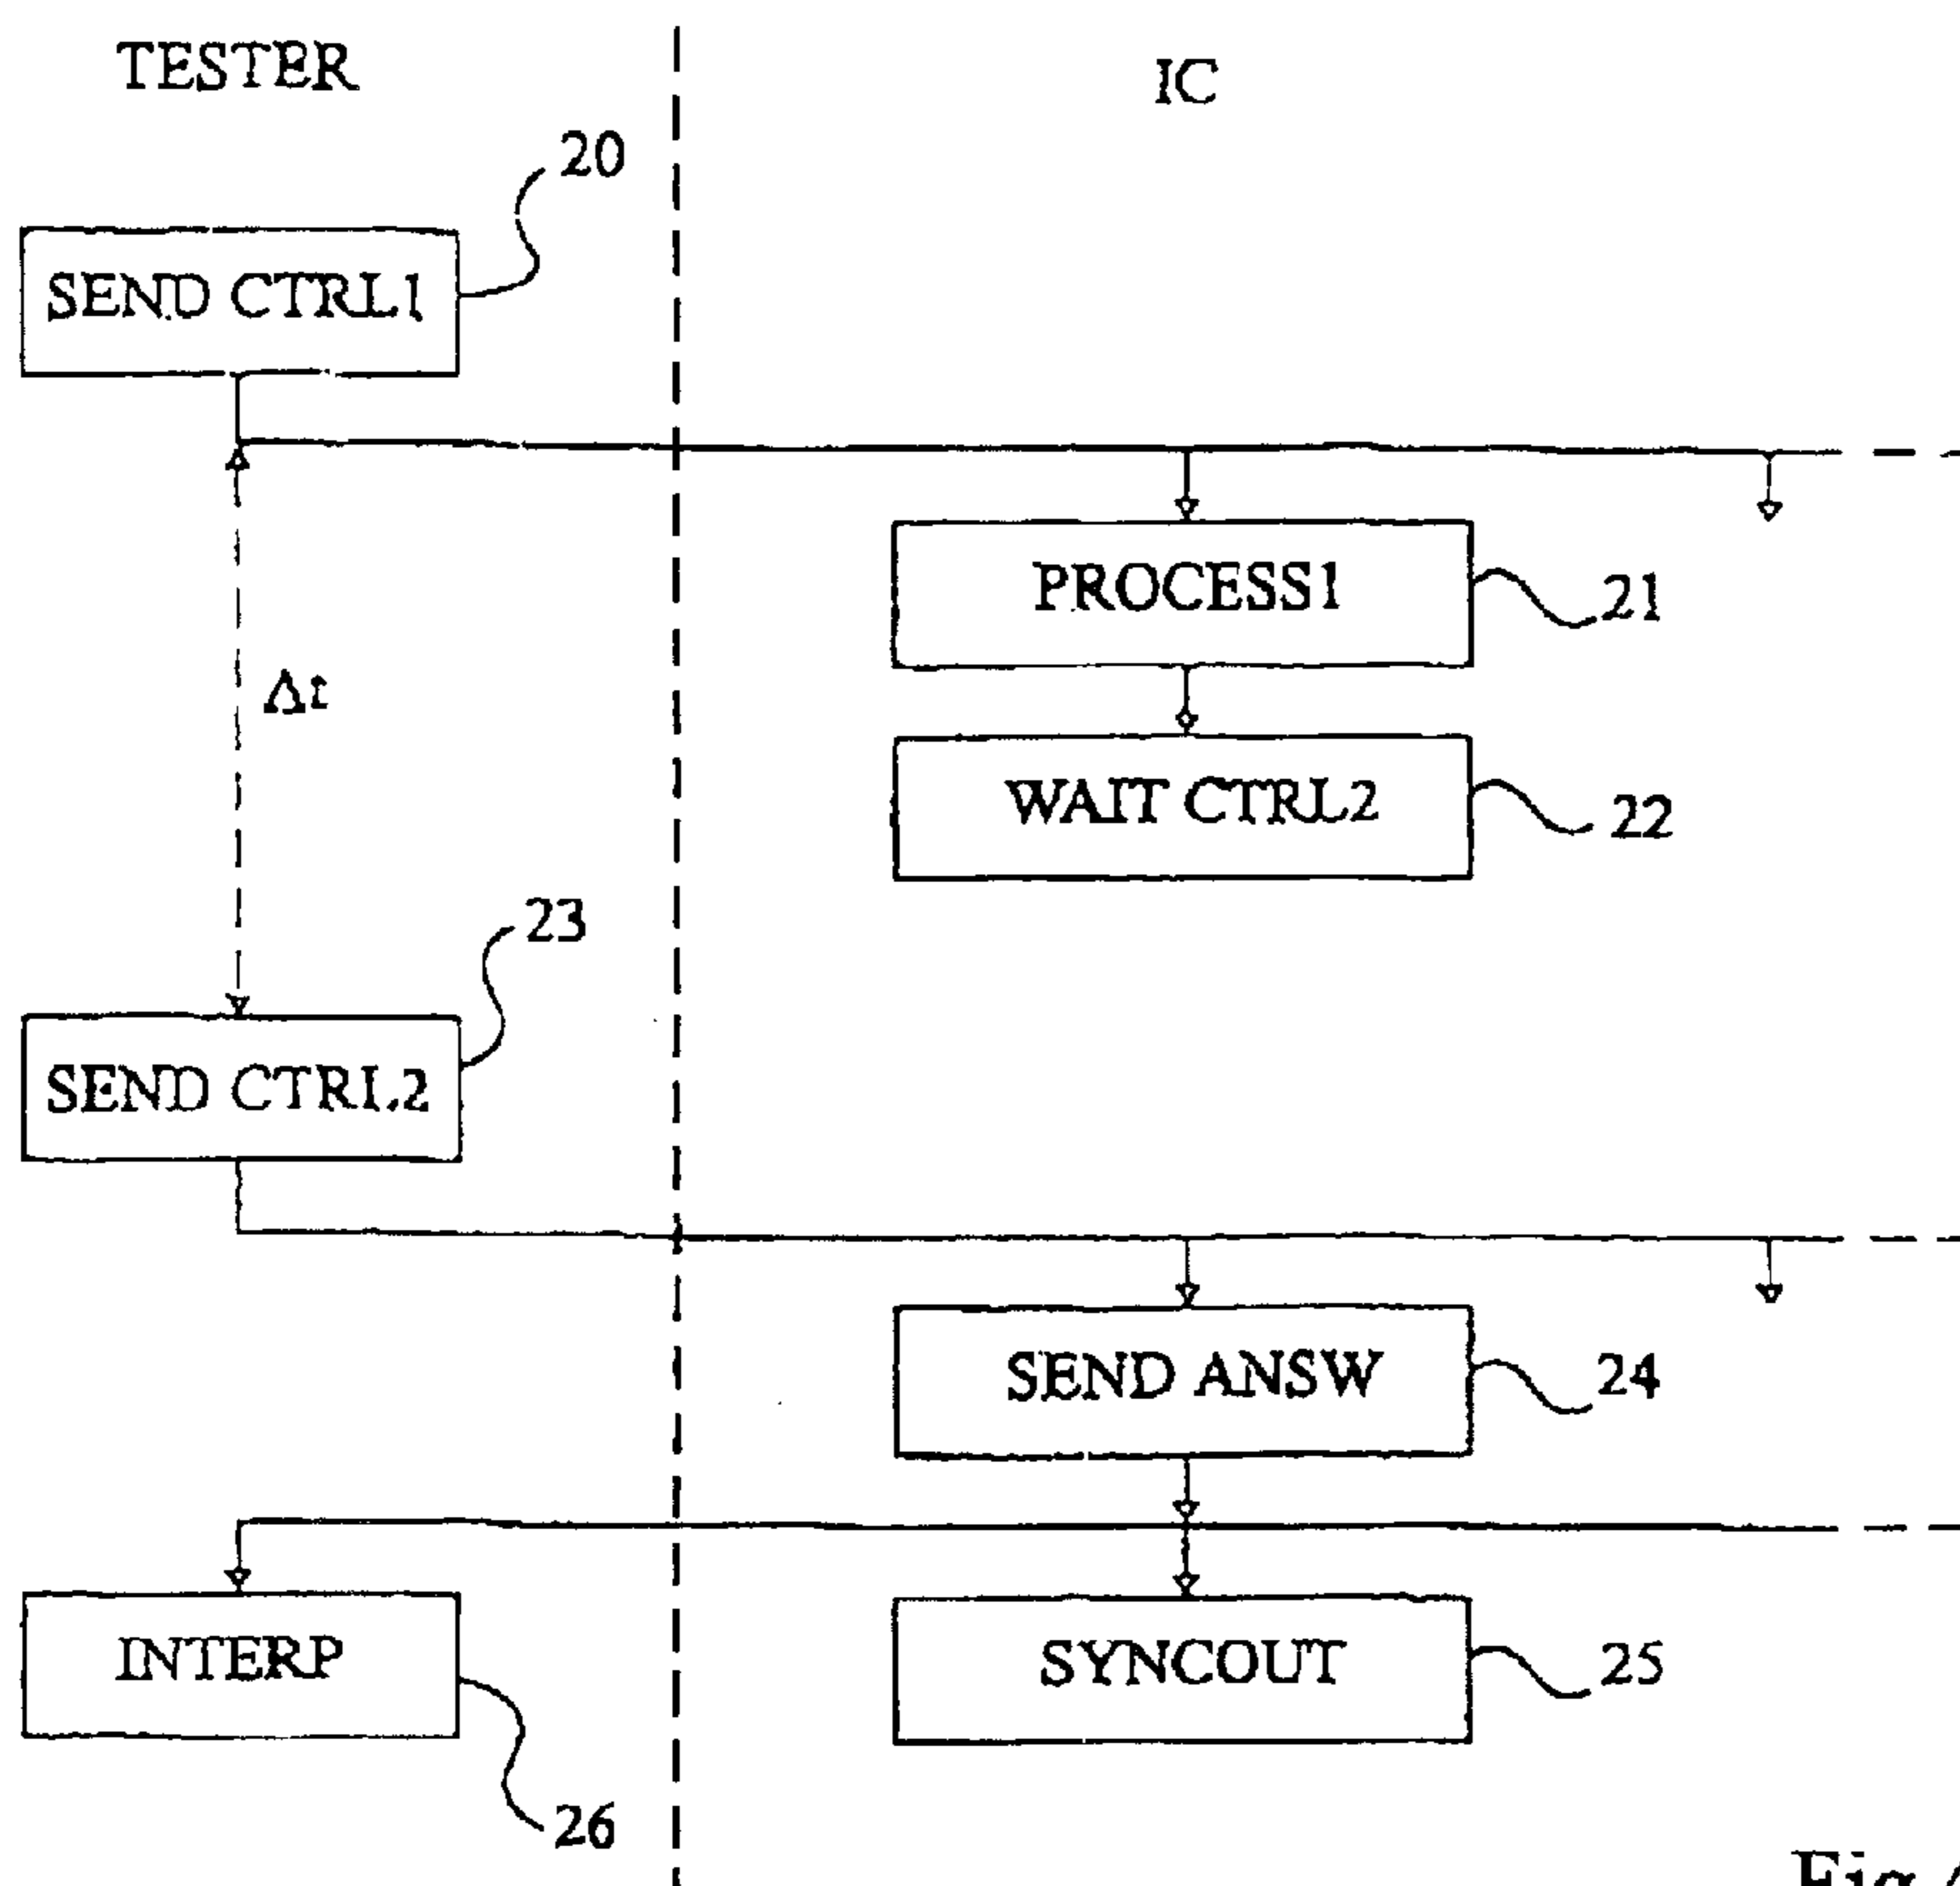 TESTER
IC
20
SEND CTRL1
PROCESS1
21
Δt
WAIT CTRL2
22
23
SEND CTRL2
SEND ANSW
24
INTERP
SYNCOUT
25
26
Fig